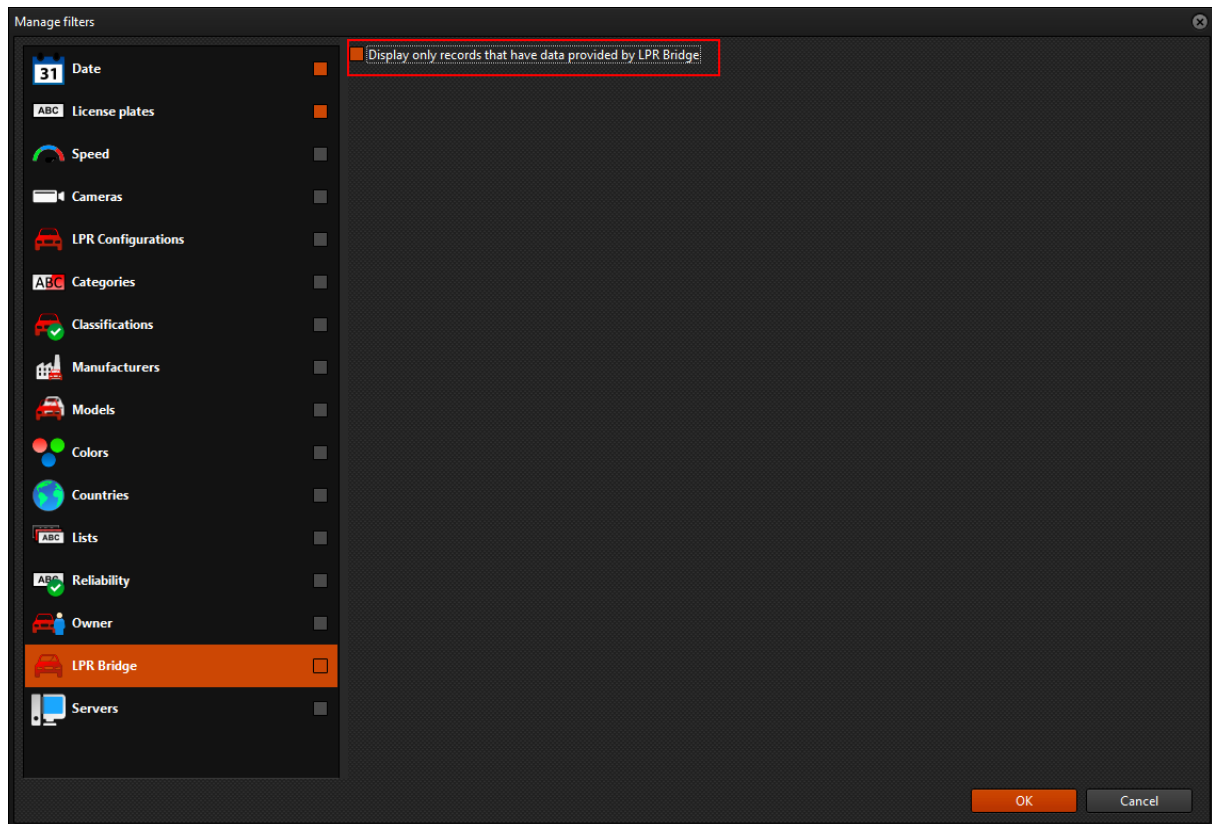 Manage filters
Display only records that have data provided by LPR Bridge
31 Date
ABC License plates
Speed
Cameras
LPR Configurations
ABC Categories
Classifications
Manufacturers
Models
Colors
Countries
ABC Lists
ABC Reliability
Owner
LPR Bridge
Servers
OK Cancel